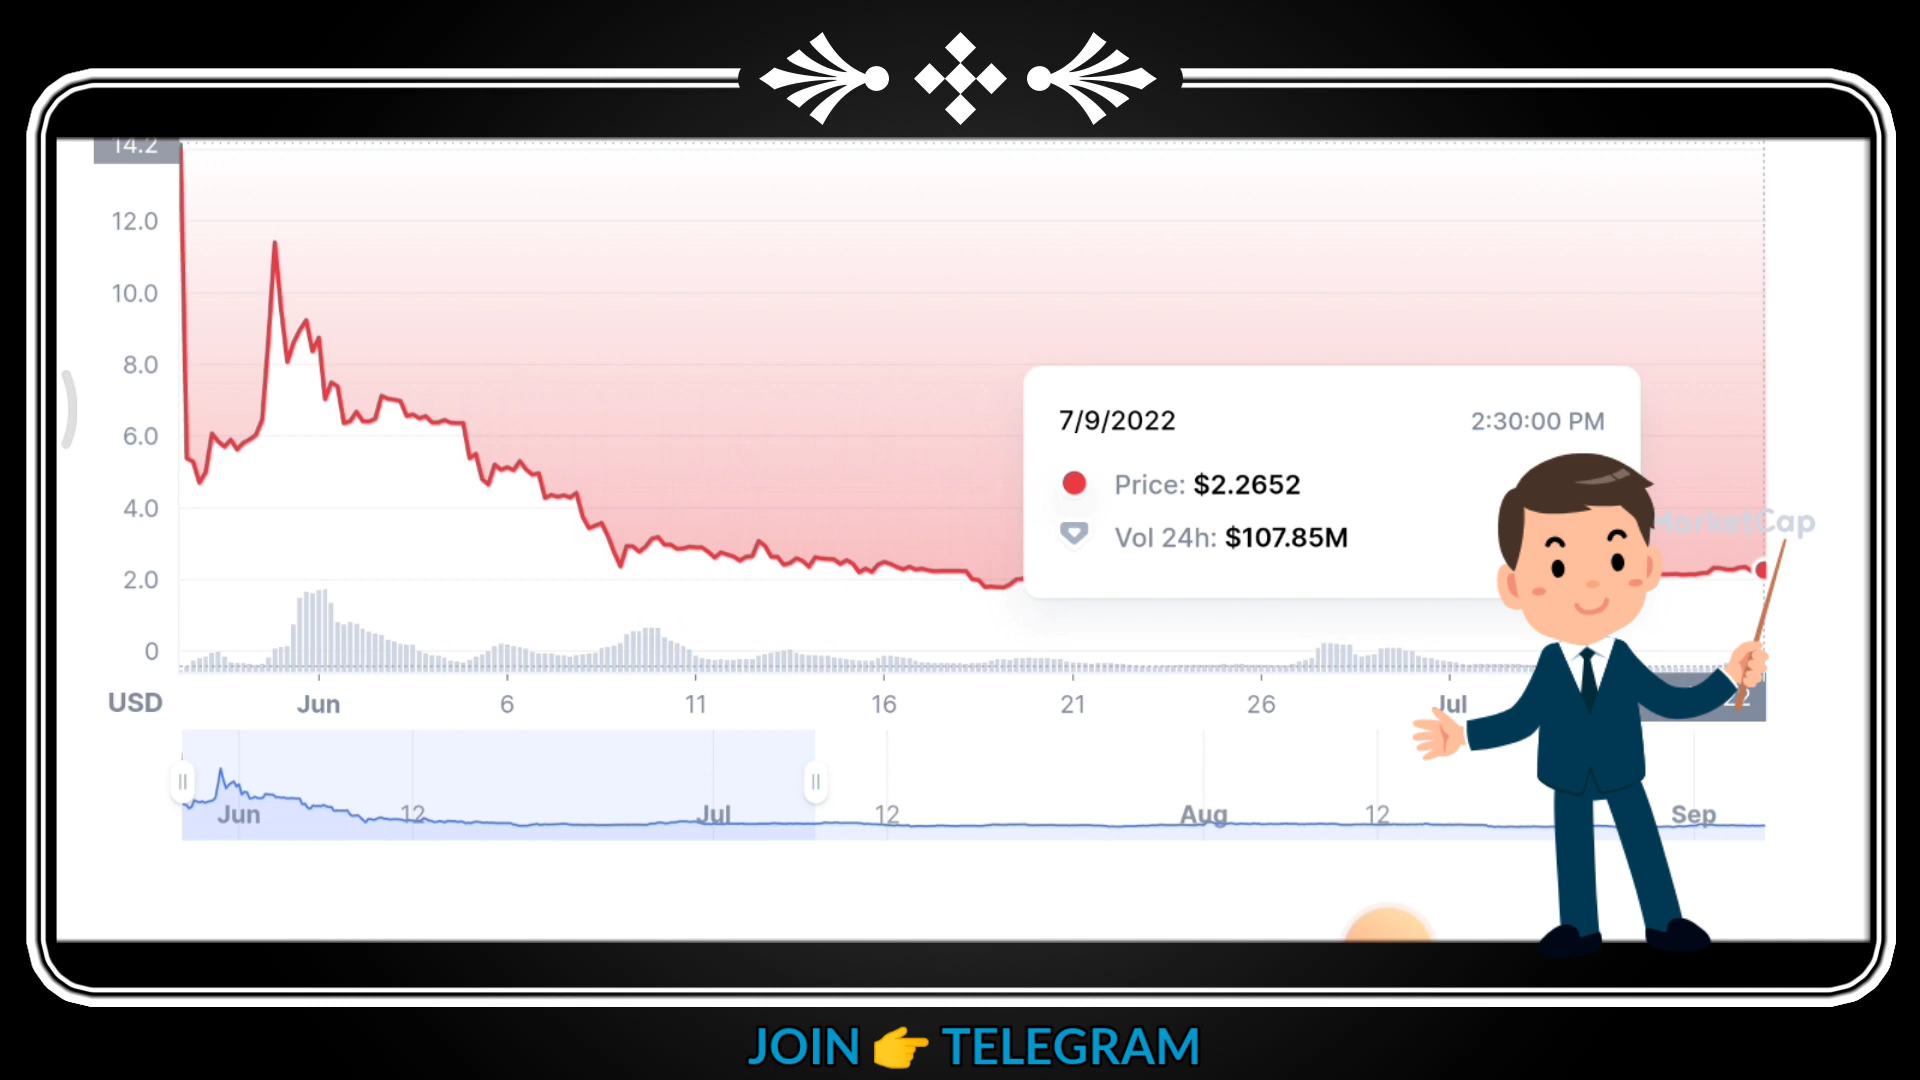 14.2
12.0
10.0
8.0
6.0
4.0
2.0
0
7/9/2022 2:30:00 PM
Price: $2.2652
Vol 24h: $107.85M
MarketCap
USD Jun 6 11 16 21 26 Jul
Jun 12 Jul 12 Aug 12 Sep
JOIN 👉 TELEGRAM